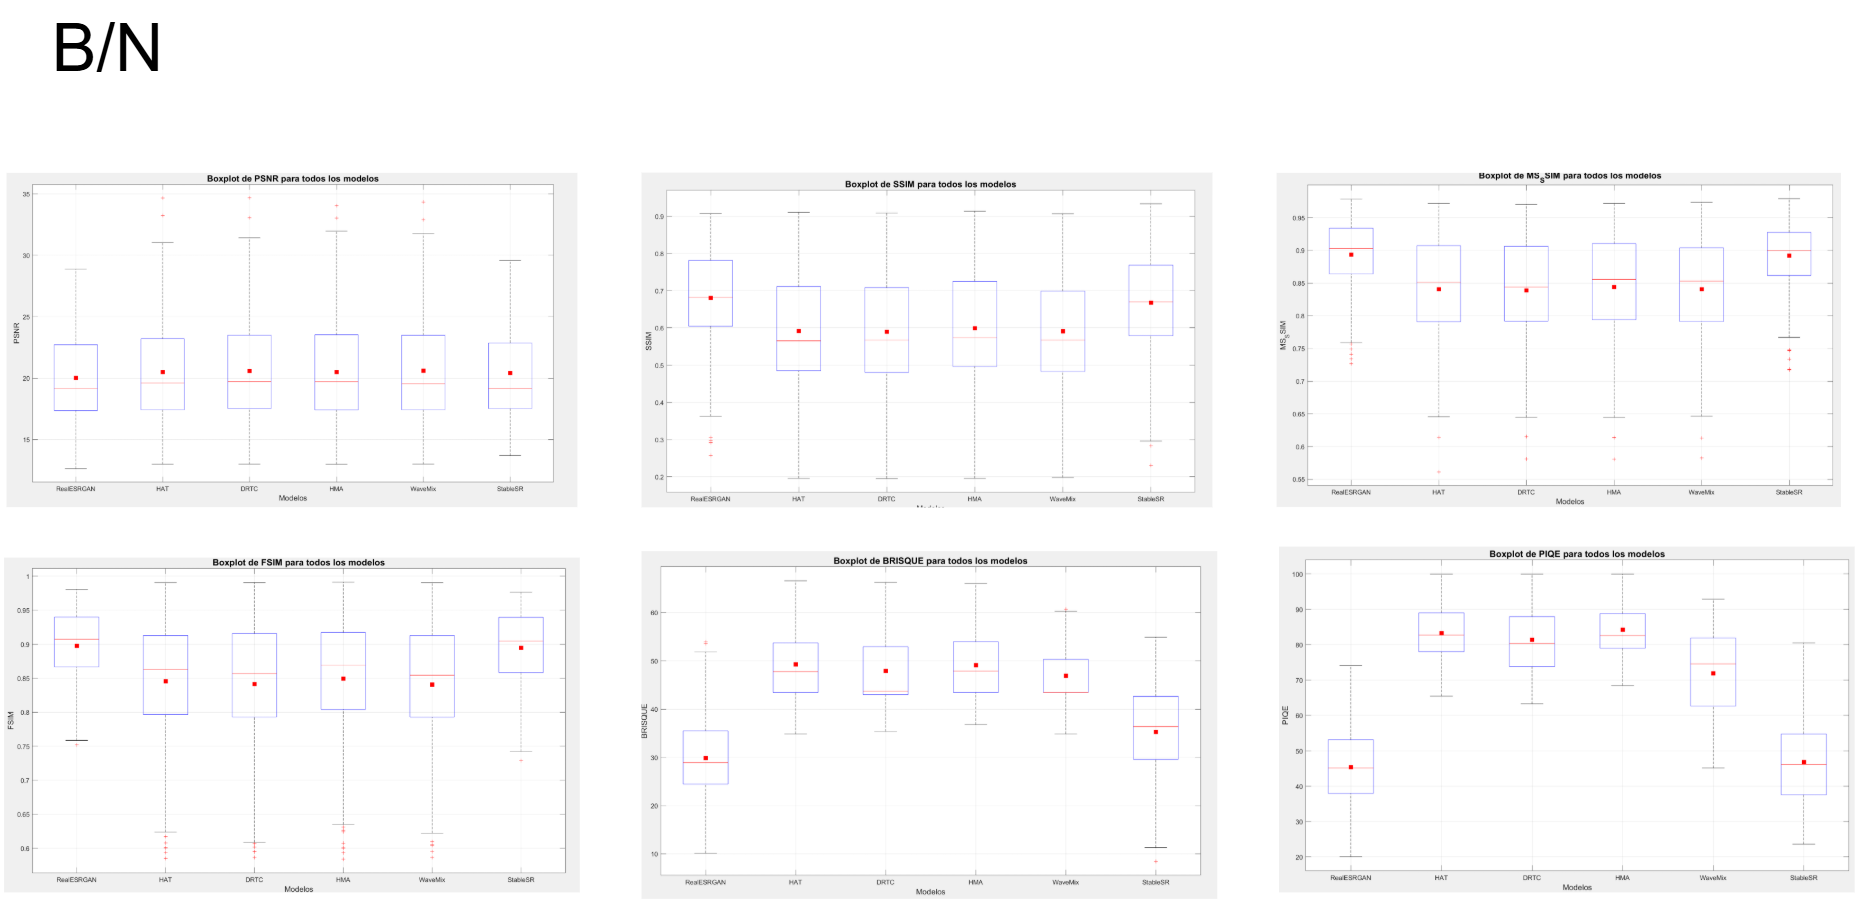 B/N
Boxplot de PSNR para todos los modelos
PSNR
35
30
25
20
15
RealESRGAN HAT DRTC HMA WaveMix StableSR
Modelos
Boxplot de SSIM para todos los modelos
SSIM
0.9
0.8
0.7
0.6
0.5
0.4
0.3
0.2
RealESRGAN HAT DRTC HMA WaveMix StableSR
Modelos
Boxplot de MSSSIM para todos los modelos
MSSSIM
0.95
0.9
0.85
0.8
0.75
0.7
0.65
0.6
0.55
RealESRGAN HAT DRTC HMA WaveMix StableSR
Modelos
Boxplot de FSIM para todos los modelos
FSIM
1
0.95
0.9
0.85
0.8
0.75
0.7
0.65
0.6
RealESRGAN HAT DRTC HMA WaveMix StableSR
Modelos
Boxplot de BRISQUE para todos los modelos
BRISQUE
60
50
40
30
20
10
RealESRGAN HAT DRTC HMA WaveMix StableSR
Modelos
Boxplot de PIQE para todos los modelos
PIQE
100
90
80
70
60
50
40
30
20
RealESRGAN HAT DRTC HMA WaveMix StableSR
Modelos